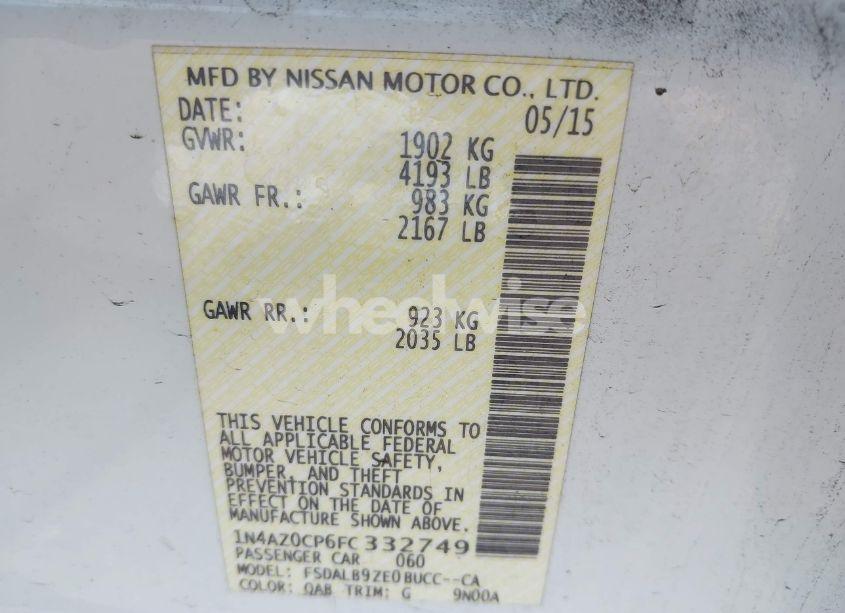 MFD BY NISSAN MOTOR CO., LTD.
DATE: 05/15
GVWR: 1902 KG
4193 LB
GAWR FR.: 983 KG
2167 LB
wheelwise
GAWR RR.: 923 KG
2035 LB
THIS VEHICLE CONFORMS TO
ALL APPLICABLE FEDERAL
MOTOR VEHICLE SAFETY,
BUMPER, AND THEFT
PREVENTION STANDARDS IN
EFFECT ON THE DATE OF
MANUFACTURE SHOWN ABOVE.
1N4AZ0CP6FC332749
PASSENGER CAR 060
MODEL: FSDALB9ZE0BUCC--CA
COLOR: QAB TRIM: G 9N00A